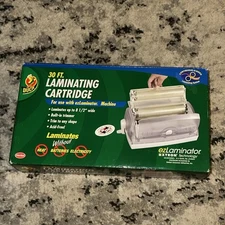 Duck
30 FT.
LAMINATING
CARTRIDGE
For use with ezLaminator Machine
• Laminates up to 8 1/2" wide
• Built-in trimmer
• Trim to any shape
• Acid Free
Laminates
Without
HEAT BATTERIES ELECTRICITY
ezLaminator